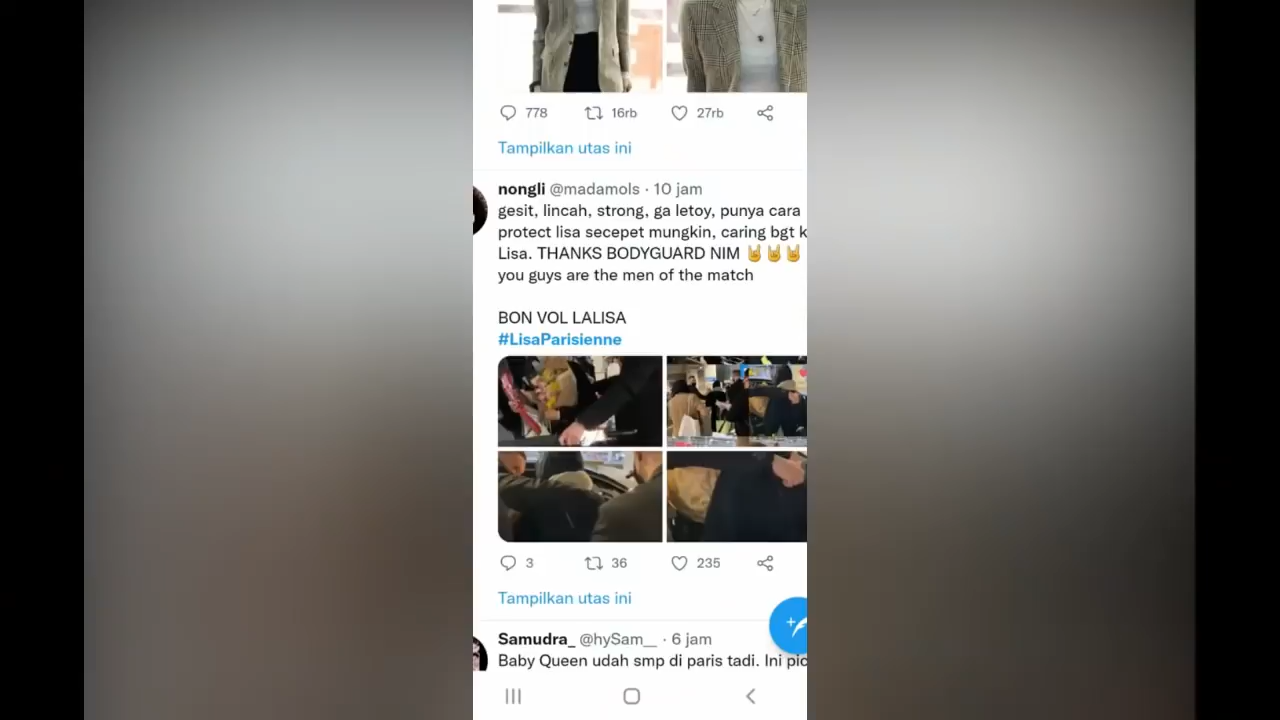 778 16rb 27rb
Tampilkan utas ini
nongli @madamols · 10 jam
gesit, lincah, strong, ga letoy, punya cara
protect lisa secepet mungkin, caring bgt k
Lisa. THANKS BODYGUARD NIM 🤘🤘🤘
you guys are the men of the match
BON VOL LALISA
#LisaParisienne
3 36 235
Tampilkan utas ini
Samudra_ @hySam__ · 6 jam
Baby Queen udah smp di paris tadi. Ini pic